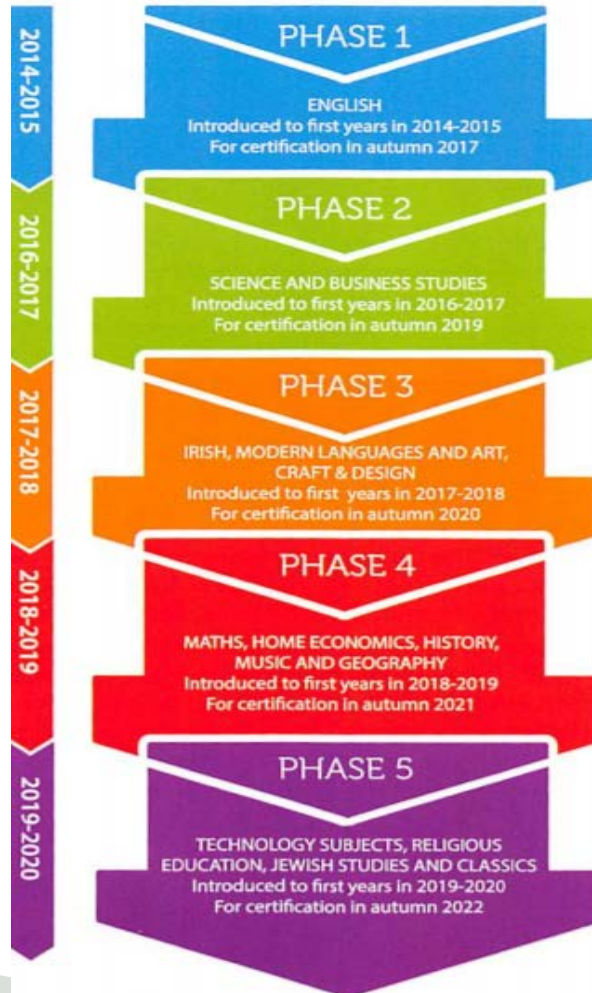 2014-2015
PHASE 1
ENGLISH
Introduced to first years in 2014-2015
For certification in autumn 2017
2016-2017
PHASE 2
SCIENCE AND BUSINESS STUDIES
Introduced to first years in 2016-2017
For certification in autumn 2019
2017-2018
PHASE 3
IRISH, MODERN LANGUAGES AND ART,
CRAFT & DESIGN
Introduced to first years in 2017-2018
For certification in autumn 2020
2018-2019
PHASE 4
MATHS, HOME ECONOMICS, HISTORY,
MUSIC AND GEOGRAPHY
Introduced to first years in 2018-2019
For certification in autumn 2021
2019-2020
PHASE 5
TECHNOLOGY SUBJECTS, RELIGIOUS
EDUCATION, JEWISH STUDIES AND CLASSICS
Introduced to first years in 2019-2020
For certification in autumn 2022